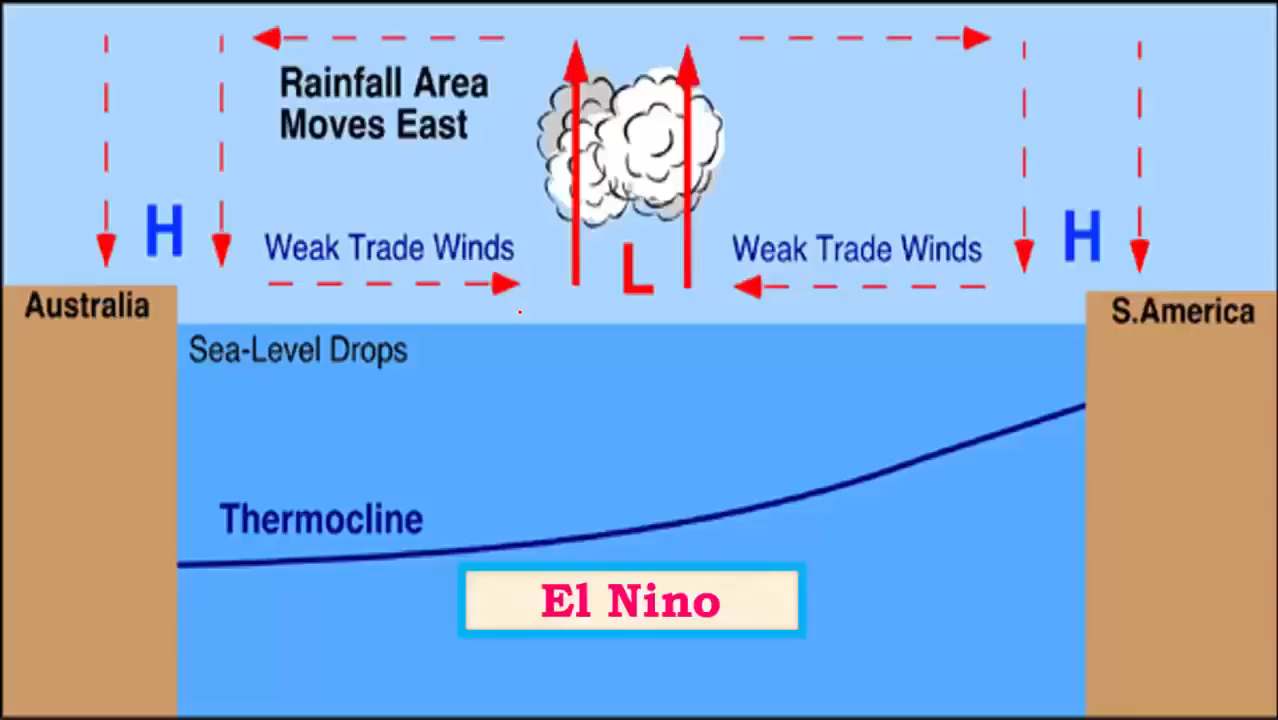 Rainfall Area
Moves East
H
Weak Trade Winds
L
Weak Trade Winds
H
Australia
S.America
Sea-Level Drops
Thermocline
El Nino